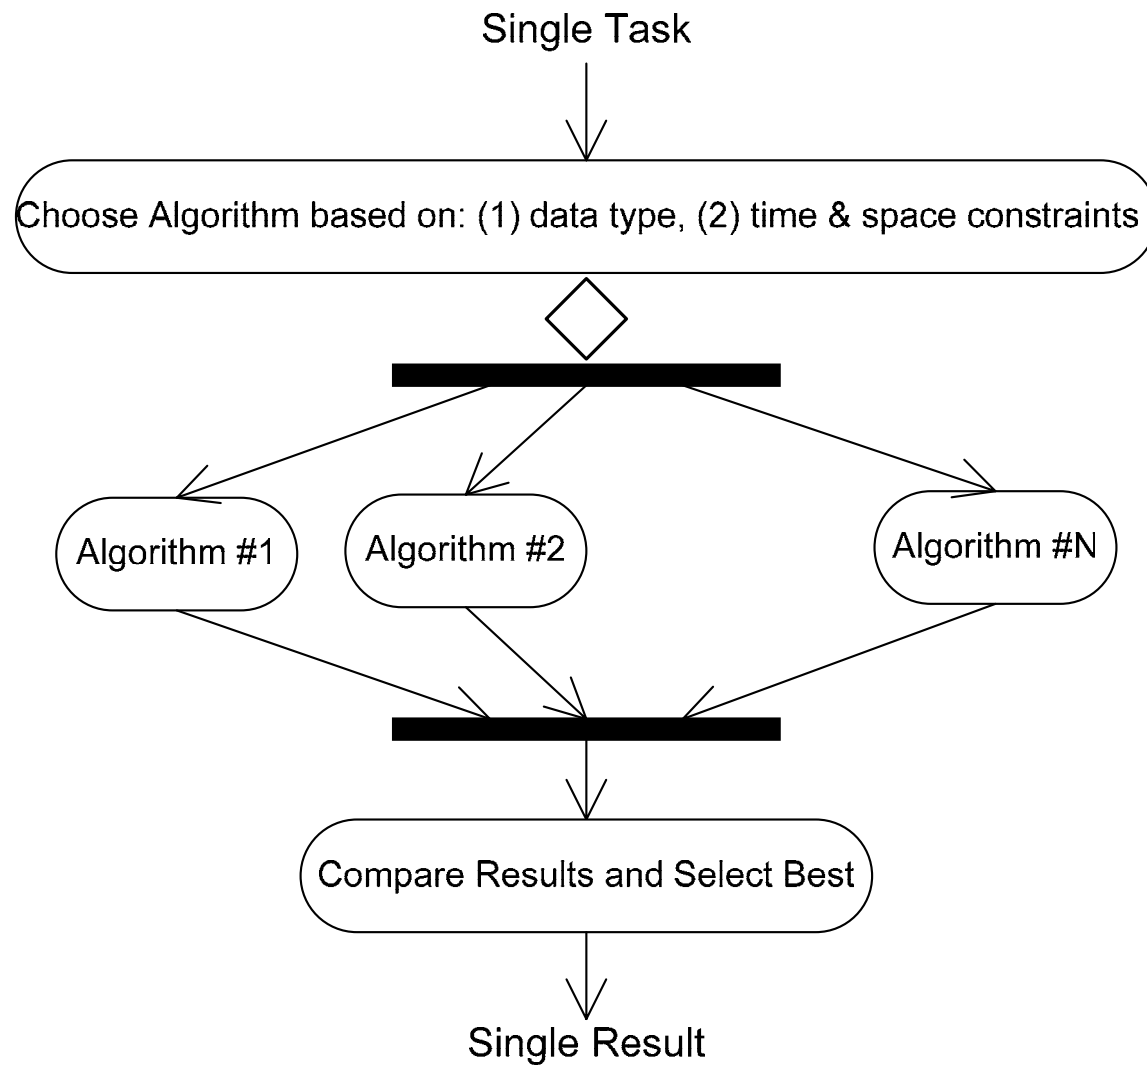 Single Task
Choose Algorithm based on: (1) data type, (2) time & space constraints
Algorithm #1
Algorithm #2
Algorithm #N
Compare Results and Select Best
Single Result